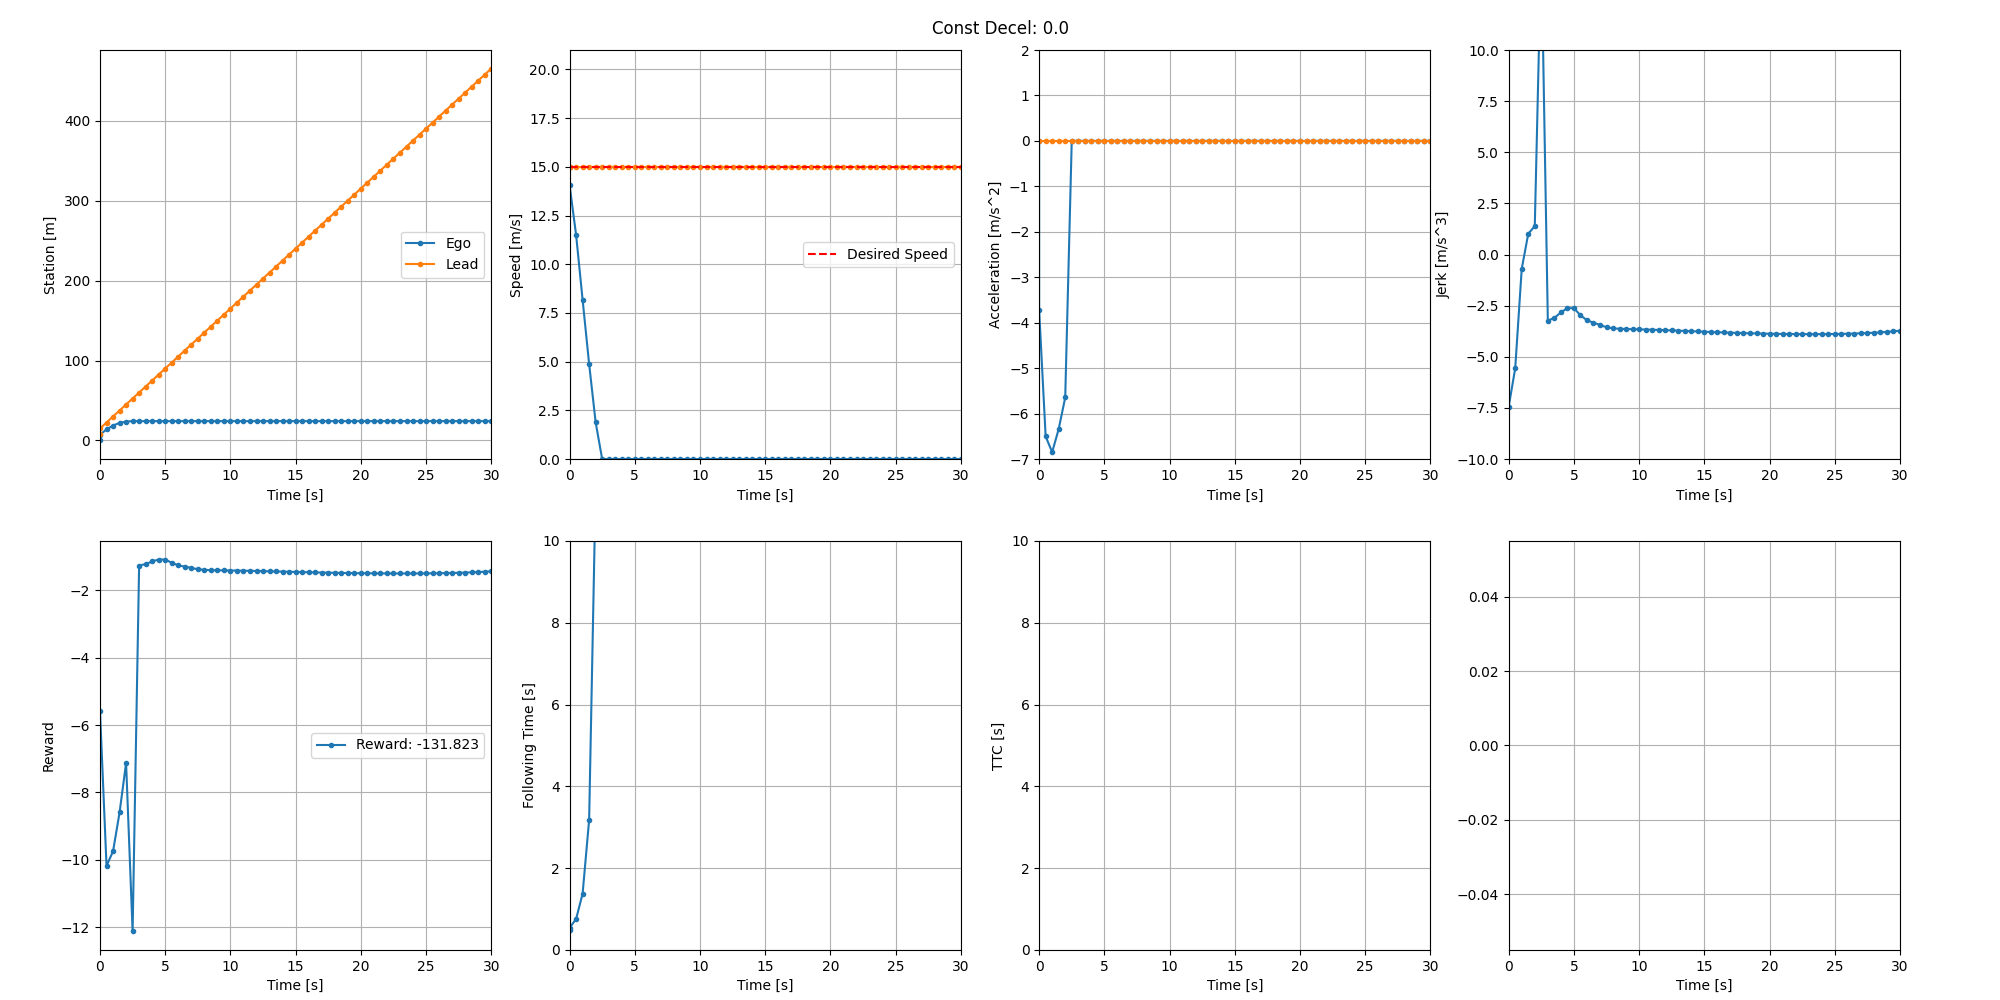 Const Decel: 0.0
400
300
200
100
0
Station [m]
Ego
Lead
0 5 10 15 20 25 30
Time [s]
20.0
17.5
15.0
12.5
10.0
7.5
5.0
2.5
0.0
Speed [m/s]
Desired Speed
0 5 10 15 20 25 30
Time [s]
2
1
0
−1
−2
−3
−4
−5
−6
−7
Acceleration [m/s^2]
0 5 10 15 20 25 30
Time [s]
10.0
7.5
5.0
2.5
0.0
−2.5
−5.0
−7.5
−10.0
Jerk [m/s^3]
0 5 10 15 20 25 30
Time [s]
−2
−4
−6
−8
−10
−12
Reward
Reward: -131.823
0 5 10 15 20 25 30
Time [s]
10
8
6
4
2
0
Following Time [s]
0 5 10 15 20 25 30
Time [s]
10
8
6
4
2
0
TTC [s]
0 5 10 15 20 25 30
Time [s]
0.04
0.02
0.00
−0.02
−0.04
0 5 10 15 20 25 30
Time [s]